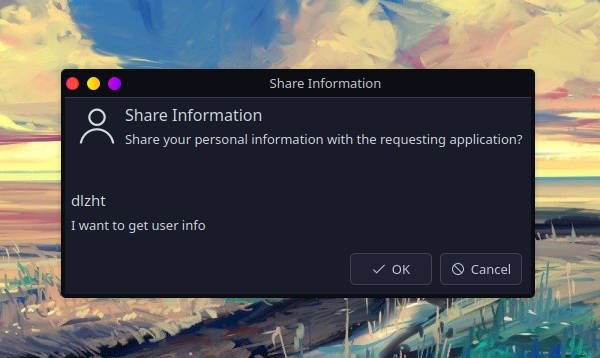 Share Information
Share Information
Share your personal information with the requesting application?
dlzht
I want to get user info
OK
Cancel